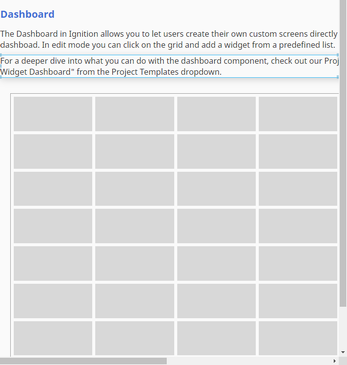 Dashboard
The Dashboard in Ignition allows you to let users create their own custom screens directly
dashboad. In edit mode you can click on the grid and add a widget from a predefined list.
For a deeper dive into what you can do with the dashboard component, check out our Proj
Widget Dashboard" from the Project Templates dropdown.